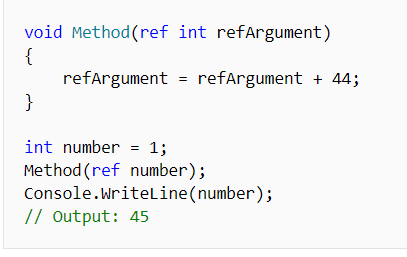 void Method(ref int refArgument)
{
    refArgument = refArgument + 44;
}

int number = 1;
Method(ref number);
Console.WriteLine(number);
// Output: 45